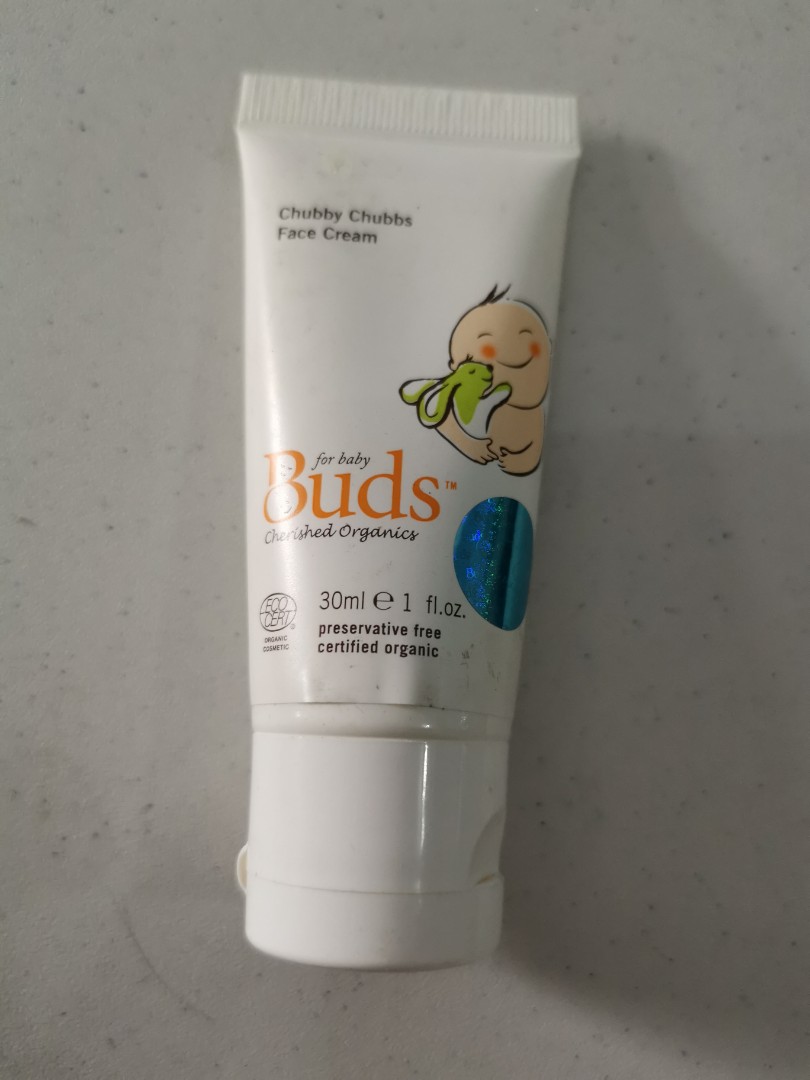 Chubby Chubbs
Face Cream
for baby
Buds™
Cherished Organics
ECO
CERT®
ORGANIC
COSMETIC
30ml ℮ 1 fl.oz.
preservative free
certified organic